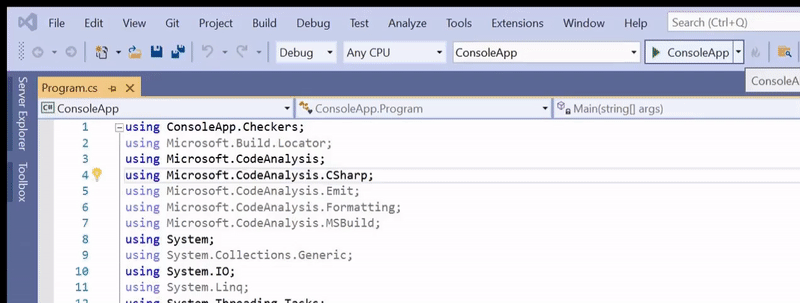 File Edit View Git Project Build Debug Test Analyze Tools Extensions Window Help Search (Ctrl+Q)
Debug Any CPU ConsoleApp ConsoleApp
Server Explorer
Toolbox
Program.cs
ConsoleApp ConsoleApp.Program Main(string[] args)
1 using ConsoleApp.Checkers;
2 using Microsoft.Build.Locator;
3 using Microsoft.CodeAnalysis;
4 using Microsoft.CodeAnalysis.CSharp;
5 using Microsoft.CodeAnalysis.Emit;
6 using Microsoft.CodeAnalysis.Formatting;
7 using Microsoft.CodeAnalysis.MSBuild;
8 using System;
9 using System.Collections.Generic;
10 using System.IO;
11 using System.Linq;
12 using System.Threading.Tasks;